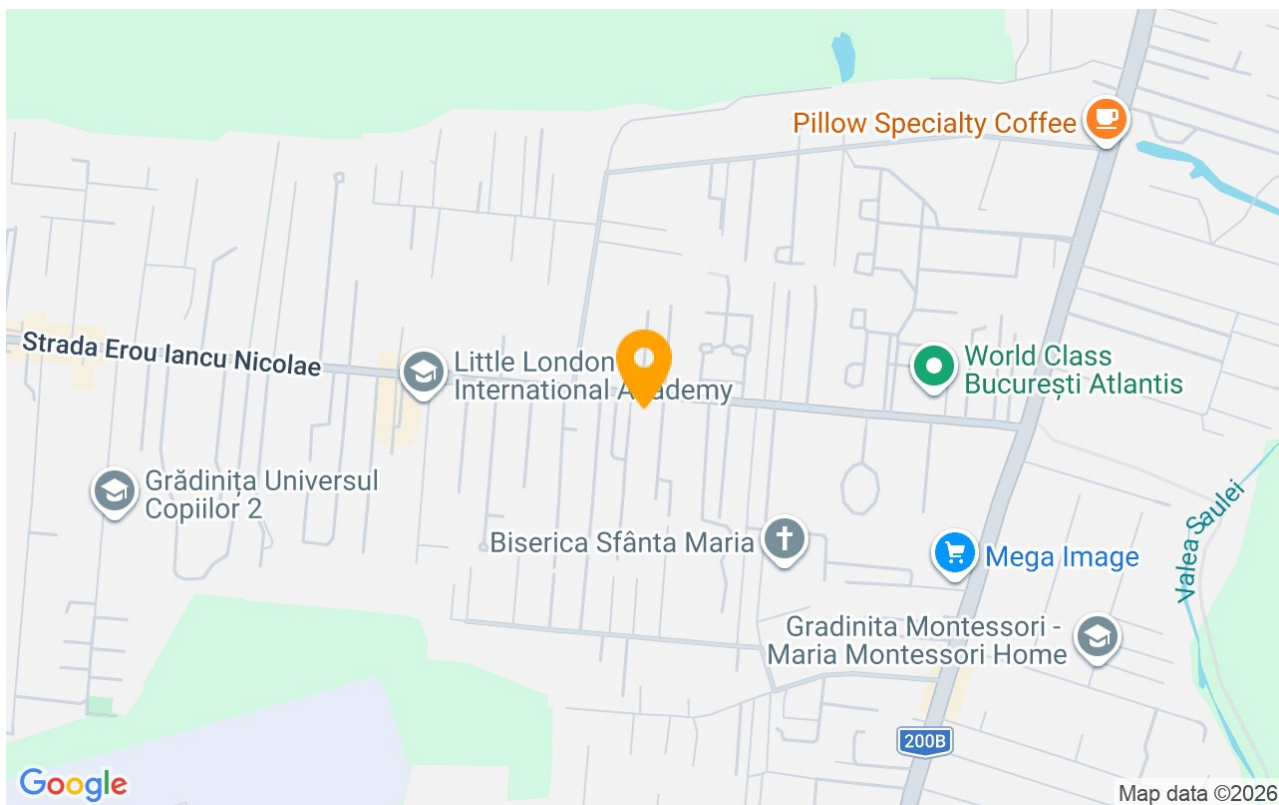 Pillow Specialty Coffee
Strada Erou Iancu Nicolae
Little London
International Academy
World Class
București Atlantis
Grădinița Universul
Copiilor 2
Biserica Sfânta Maria
Mega Image
Valea Saulei
Gradinita Montessori -
Maria Montessori Home
200B
Google
Map data ©2026